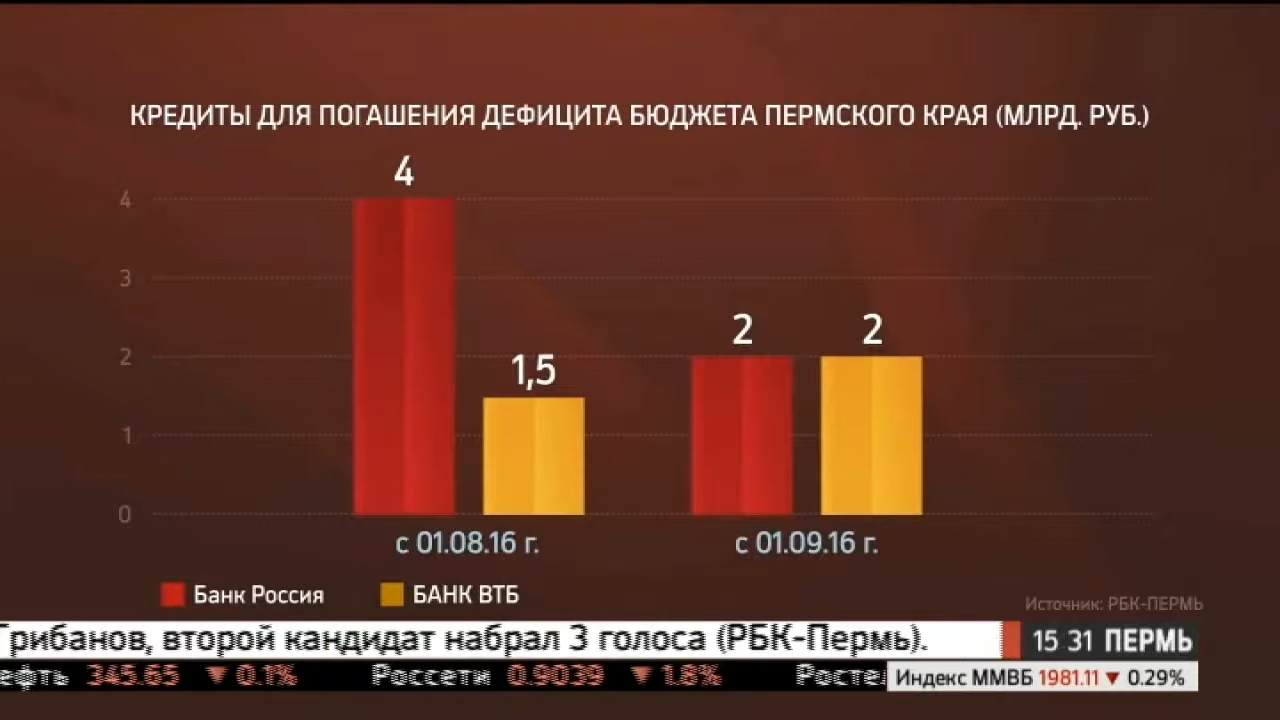 КРЕДИТЫ ДЛЯ ПОГАШЕНИЯ ДЕФИЦИТА БЮДЖЕТА ПЕРМСКОГО КРАЯ (МЛРД. РУБ.)
4
4
3
2
2
1,5
2
1
0
с 01.08.16 г.
с 01.09.16 г.
Банк Россия
БАНК ВТБ
Источник: РБК-ПЕРМЬ
Грибанов, второй кандидат набрал 3 голоса (РБК-Пермь).
15 31 ПЕРМЬ
345.65 ▼ 0.1% Россети 0.9039 ▼ 1.8%
Индекс ММВБ 1981.11 ▼ 0.29%